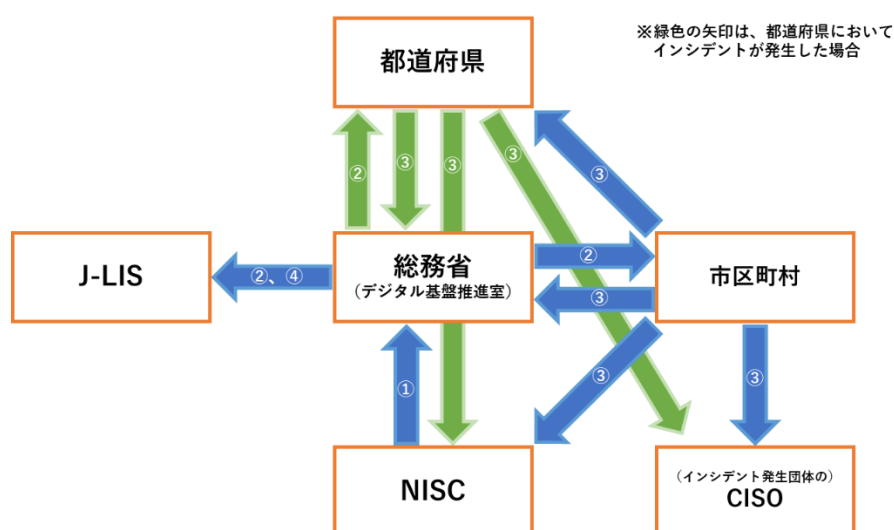 ※緑色の矢印は、都道府県において
インシデントが発生した場合
都道府県
②
③
③
③
③
J-LIS
②、④
総務省
（デジタル基盤推進室）
②
③
市区町村
①
③
③
NISC
（インシデント発生団体の）
CISO